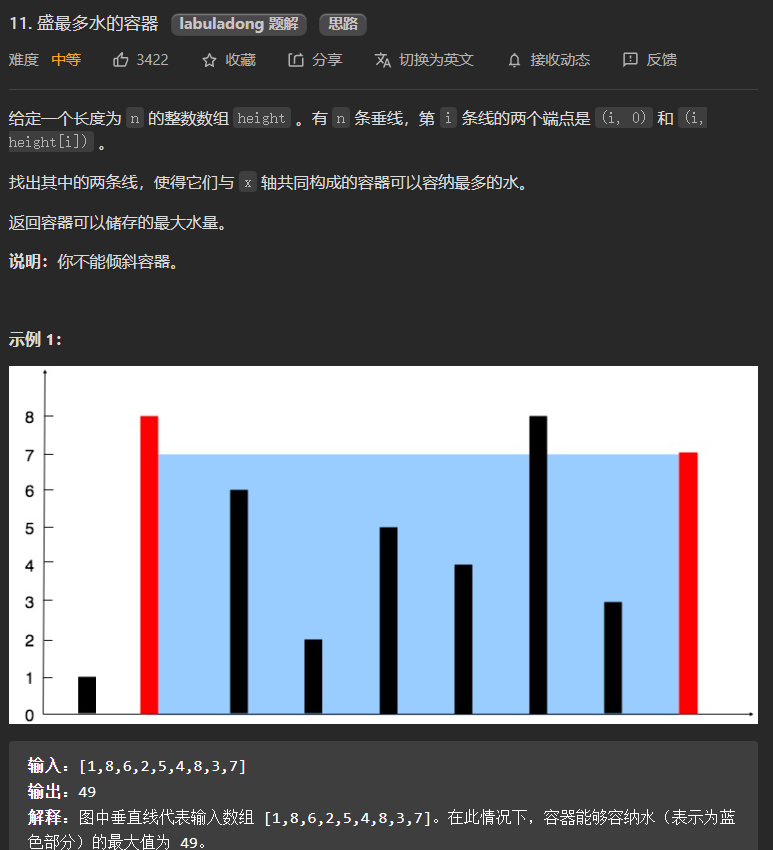 11. 盛最多水的容器 labuladong 题解 思路
难度 中等 3422 收藏 分享 切换为英文 接收动态 反馈
给定一个长度为 n 的整数数组 height 。有 n 条垂线，第 i 条线的两个端点是 (i, 0) 和 (i,
height[i]) 。
找出其中的两条线，使得它们与 x 轴共同构成的容器可以容纳最多的水。
返回容器可以储存的最大水量。
说明：你不能倾斜容器。
示例 1：
8
7
6
5
4
3
2
1
0
输入：[1,8,6,2,5,4,8,3,7]
输出：49
解释：图中垂直线代表输入数组 [1,8,6,2,5,4,8,3,7]。在此情况下，容器能够容纳水（表示为蓝
色部分）的最大值为 49。